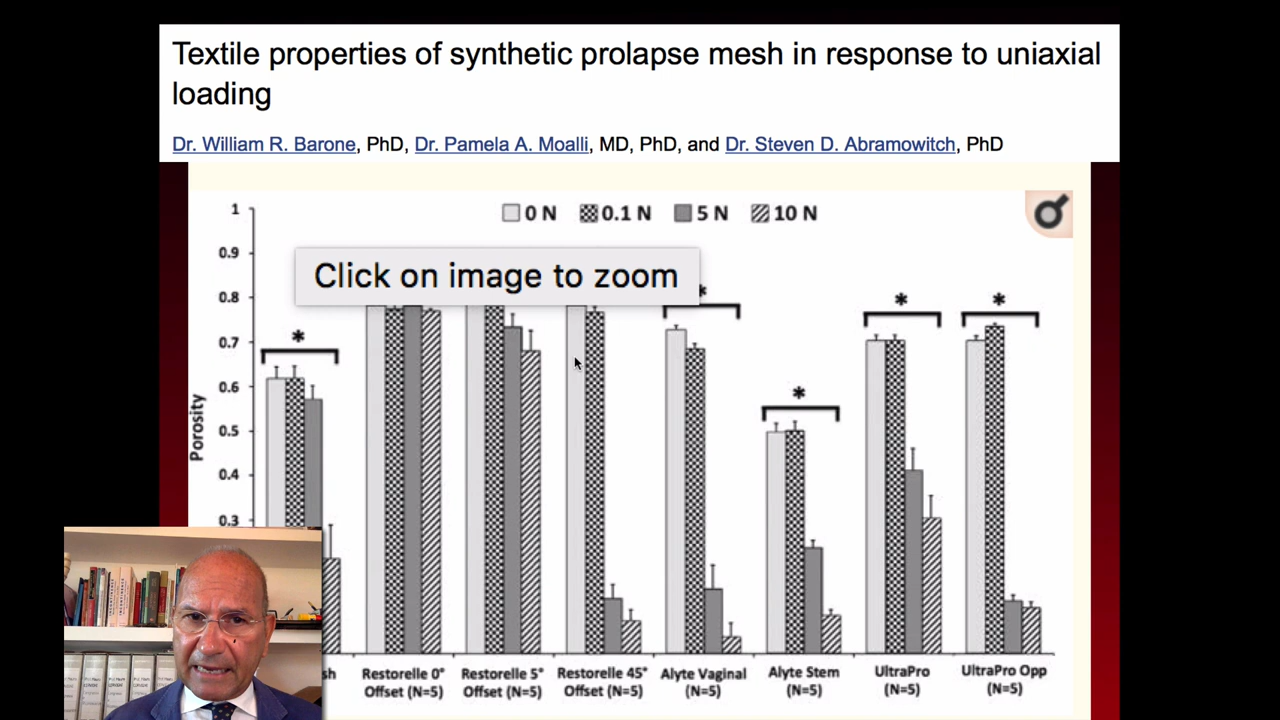 Textile properties of synthetic prolapse mesh in response to uniaxial
loading
Dr. William R. Barone, PhD, Dr. Pamela A. Moalli, MD, PhD, and Dr. Steven D. Abramowitch, PhD
0 N 0.1 N 5 N 10 N
Click on image to zoom
* * * * *
Porosity
1
0.9
0.8
0.7
0.6
0.5
0.4
0.3
sh
Restorelle 0°
Offset (N=5)
Restorelle 5°
Offset (N=5)
Restorelle 45°
Offset (N=5)
Alyte Vaginal
(N=5)
Alyte Stem
(N=5)
UltraPro
(N=5)
UltraPro Opp
(N=5)